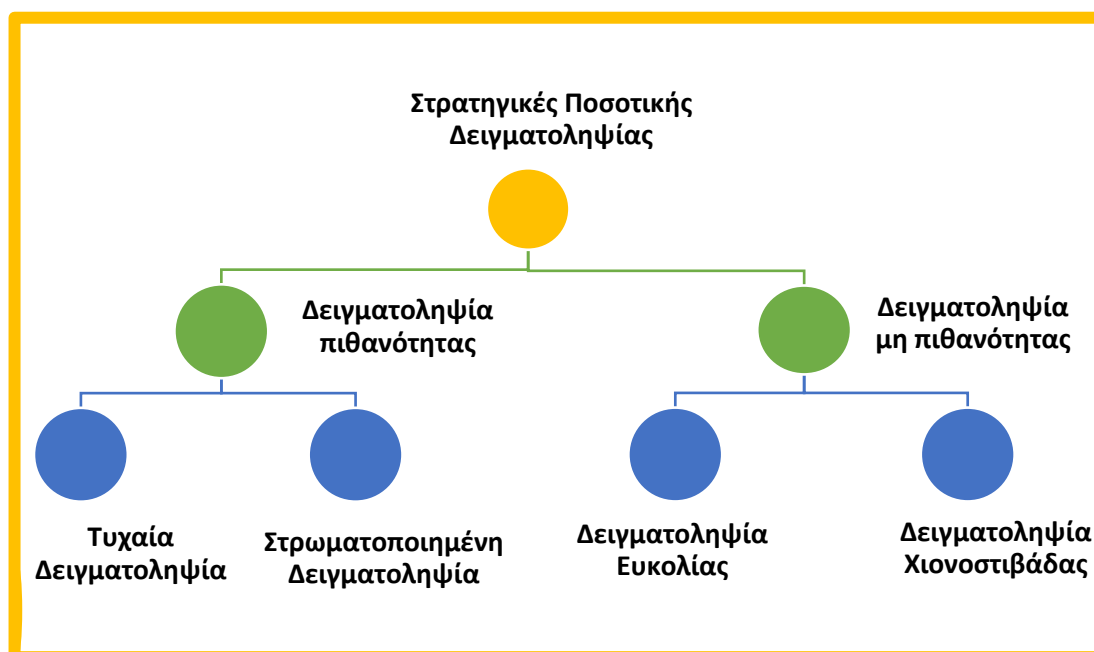 Στρατηγικές Ποσοτικής
Δειγματοληψίας
Δειγματοληψία
πιθανότητας
Δειγματοληψία
μη πιθανότητας
Τυχαία
Δειγματοληψία
Στρωματοποιημένη
Δειγματοληψία
Δειγματοληψία
Ευκολίας
Δειγματοληψία
Χιονοστιβάδας